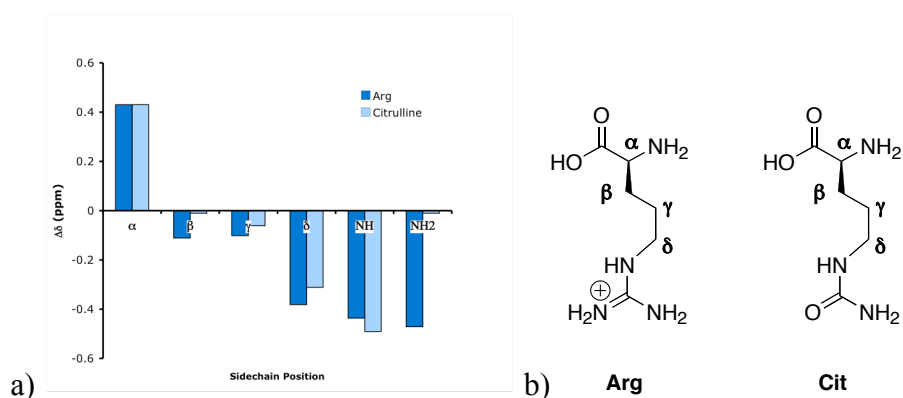 0.6
0.4
0.2
0
-0.2
-0.4
-0.6
Δδ (ppm)
Arg
Citrulline
α
β
γ
δ
NH
NH2
Sidechain Position
a)
O
HO
α
NH₂
β
γ
δ
HN
⊕
H₂N
NH₂
Arg
b)
O
HO
α
NH₂
β
γ
δ
HN
O
NH₂
Cit